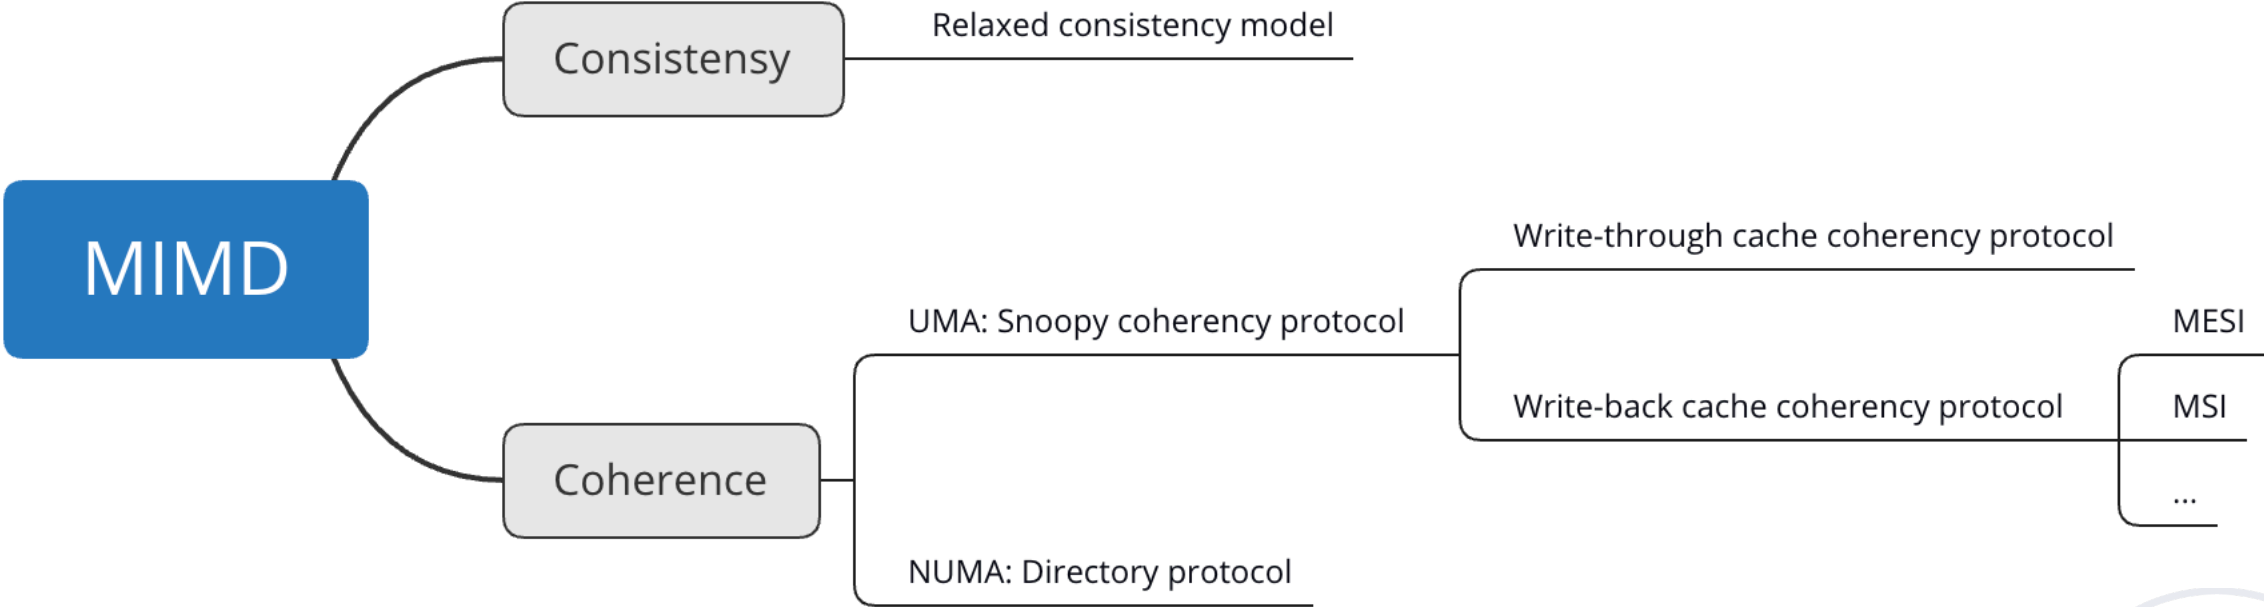 MIMD
Consistensy
Relaxed consistency model
Coherence
UMA: Snoopy coherency protocol
Write-through cache coherency protocol
Write-back cache coherency protocol
MESI
MSI
...
NUMA: Directory protocol